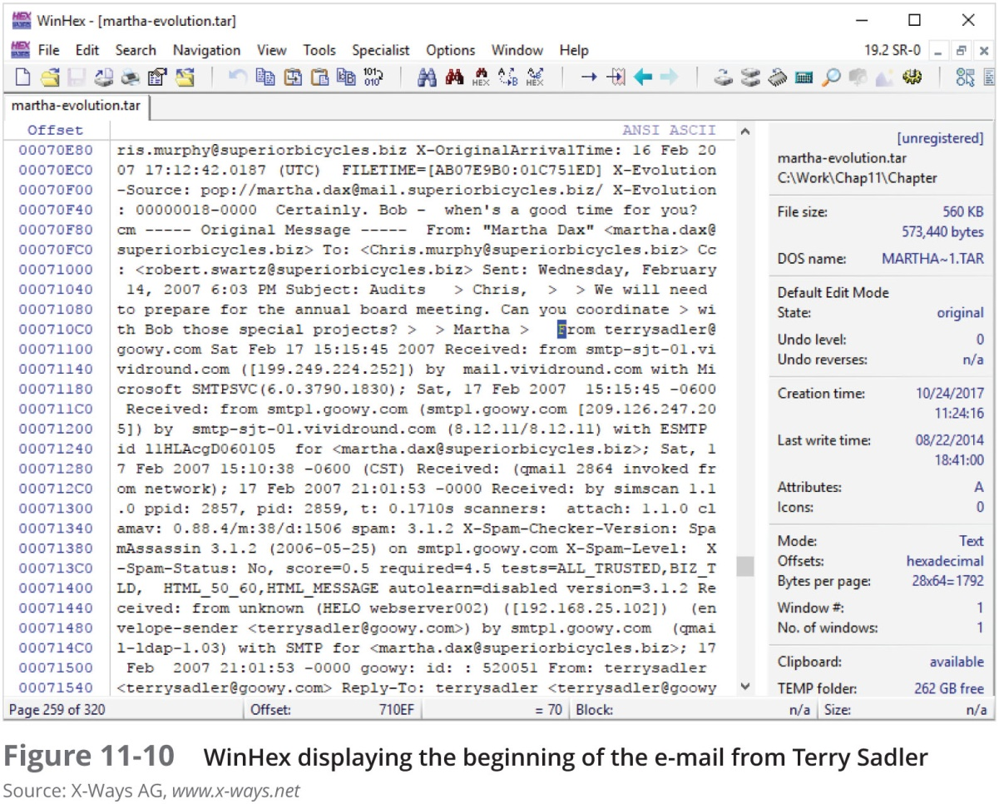 WinHex - [martha-evolution.tar]
File Edit Search Navigation View Tools Specialist Options Window Help 19.2 SR-0
martha-evolution.tar
Offset ANSI ASCII
00070E80 ris.murphy@superiorbicycles.biz X-OriginalArrivalTime: 16 Feb 20
00070EC0 07 17:12:42.0187 (UTC) FILETIME=[AB07E9B0:01C751ED] X-Evolution
00070F00 -Source: pop://martha.dax@mail.superiorbicycles.biz/ X-Evolution
00070F40 : 00000018-0000 Certainly. Bob - when's a good time for you?
00070F80 cm ----- Original Message ----- From: "Martha Dax" <martha.dax@
00070FC0 superiorbicycles.biz> To: <Chris.murphy@superiorbicycles.biz> Cc
00071000 : <robert.swartz@superiorbicycles.biz> Sent: Wednesday, February
00071040 14, 2007 6:03 PM Subject: Audits > Chris, > > We will need
00071080 to prepare for the annual board meeting. Can you coordinate > wi
000710C0 th Bob those special projects? > > Martha > From terrysadler@
00071100 goowy.com Sat Feb 17 15:15:45 2007 Received: from smtp-sjt-01.vi
00071140 vidround.com ([199.249.224.252]) by mail.vividround.com with Mi
00071180 crosoft SMTPSVC(6.0.3790.1830); Sat, 17 Feb 2007 15:15:45 -0600
000711C0 Received: from smtp1.goowy.com (smtp1.goowy.com [209.126.247.20
00071200 5]) by smtp-sjt-01.vividround.com (8.12.11/8.12.11) with ESMTP
00071240 id l1HLAcgD060105 for <martha.dax@superiorbicycles.biz>; Sat, 1
00071280 7 Feb 2007 15:10:38 -0600 (CST) Received: (qmail 2864 invoked fr
000712C0 om network); 17 Feb 2007 21:01:53 -0000 Received: by simscan 1.1
00071300 .0 ppid: 2857, pid: 2859, t: 0.1710s scanners: attach: 1.1.0 cl
00071340 amav: 0.88.4/m:38/d:1506 spam: 3.1.2 X-Spam-Checker-Version: Spa
00071380 mAssassin 3.1.2 (2006-05-25) on smtp1.goowy.com X-Spam-Level: X
000713C0 -Spam-Status: No, score=0.5 required=4.5 tests=ALL_TRUSTED,BIZ_T
00071400 LD, HTML_50_60,HTML_MESSAGE autolearn=disabled version=3.1.2 Re
00071440 ceived: from unknown (HELO webserver002) ([192.168.25.102]) (en
00071480 velope-sender <terrysadler@goowy.com>) by smtp1.goowy.com (qmai
000714C0 l-ldap-1.03) with SMTP for <martha.dax@superiorbicycles.biz>; 17
00071500 Feb 2007 21:01:53 -0000 goowy: id: : 520051 From: terrysadler
00071540 <terrysadler@goowy.com> Reply-To: terrysadler <terrysadler@goowy
[unregistered]
martha-evolution.tar
C:\Work\Chap11\Chapter
File size: 560 KB
573,440 bytes
DOS name: MARTHA~1.TAR
Default Edit Mode
State: original
Undo level: 0
Undo reverses: n/a
Creation time: 10/24/2017
11:24:16
Last write time: 08/22/2014
18:41:00
Attributes: A
Icons: 0
Mode: Text
Offsets: hexadecimal
Bytes per page: 28x64=1792
Window #: 1
No. of windows: 1
Clipboard: available
TEMP folder: 262 GB free
Page 259 of 320 Offset: 710EF = 70 Block: n/a Size: n/a
Figure 11-10 WinHex displaying the beginning of the e-mail from Terry Sadler
Source: X-Ways AG, www.x-ways.net